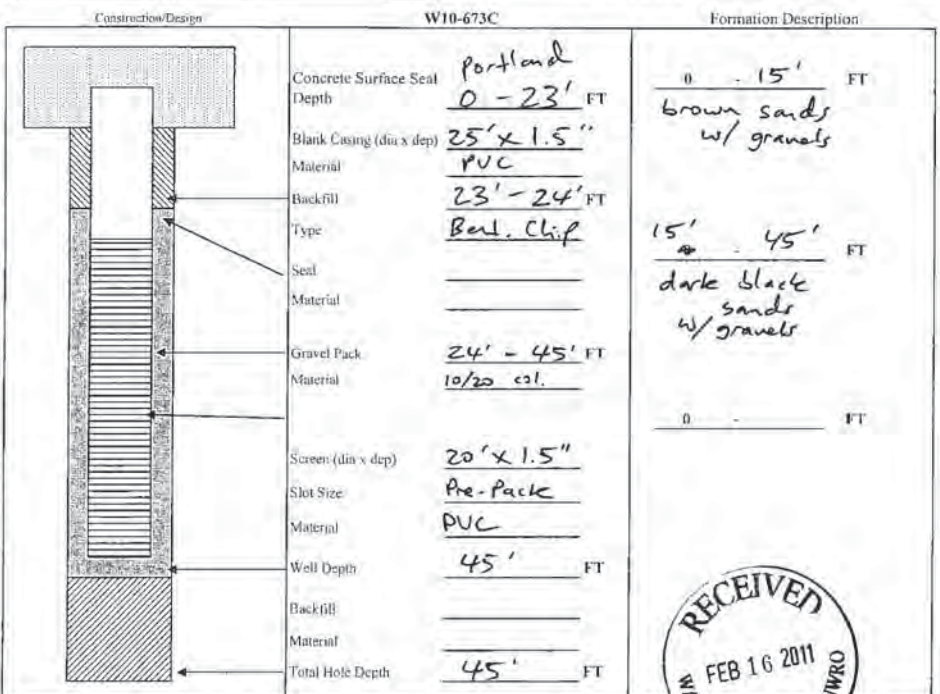 Construction/Design
W10-673C
Formation Description
Concrete Surface Seal Portland
Depth 0 - 23' FT
Blank Casing (dia x dep) 25' x 1.5"
Material PVC
Backfill 23' - 24' FT
Type Bent. Chip
Seal
Material
Gravel Pack 24' - 45' FT
Material 10/20 col.
Screen (dia x dep) 20' x 1.5"
Slot Size Pre-Pack
Material PVC
Well Depth 45' FT
Backfill
Material
Total Hole Depth 45' FT
0 - 15' FT
brown sands
w/ gravels
15' - 45' FT
dark black
sands
w/ gravels
0 - FT
RECEIVED
FEB 16 2011